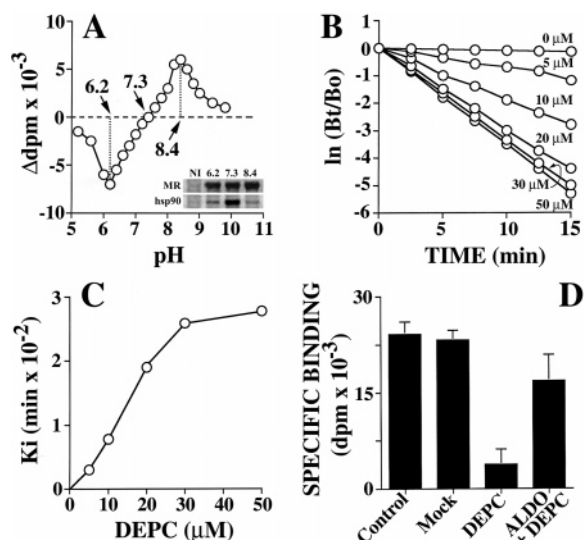 A
B
Δdpm x 10⁻³
10
5
0
-5
-10
6.2
7.3
8.4
NI 6.2 7.3 8.4
MR
hsp90
5 6 7 8 9 10 11
pH
ln (Bt/Bo)
0
-1
-2
-3
-4
-5
-6
0 μM
5 μM
10 μM
20 μM
30 μM
50 μM
0 5 10 15
TIME (min)
C
D
Ki (min x 10⁻²)
3
2
1
0
0 10 20 30 40 50
DEPC (μM)
SPECIFIC BINDING
(dpm x 10⁻³)
30
15
0
Control
Mock
DEPC
ALDO
+ DEPC